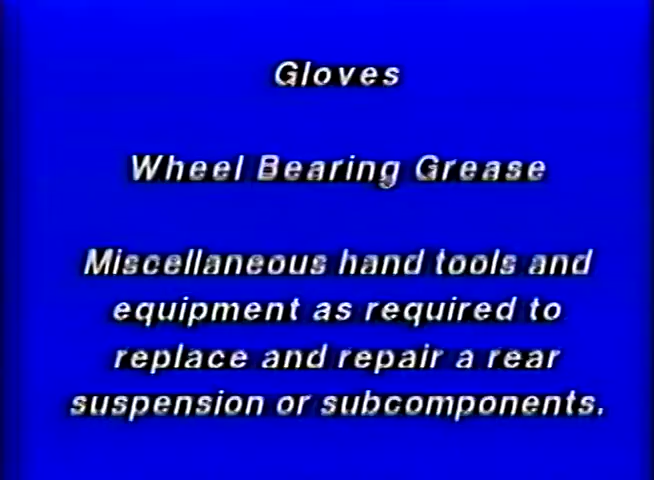 Gloves
Wheel Bearing Grease
Miscellaneous hand tools and
equipment as required to
replace and repair a rear
suspension or subcomponents.